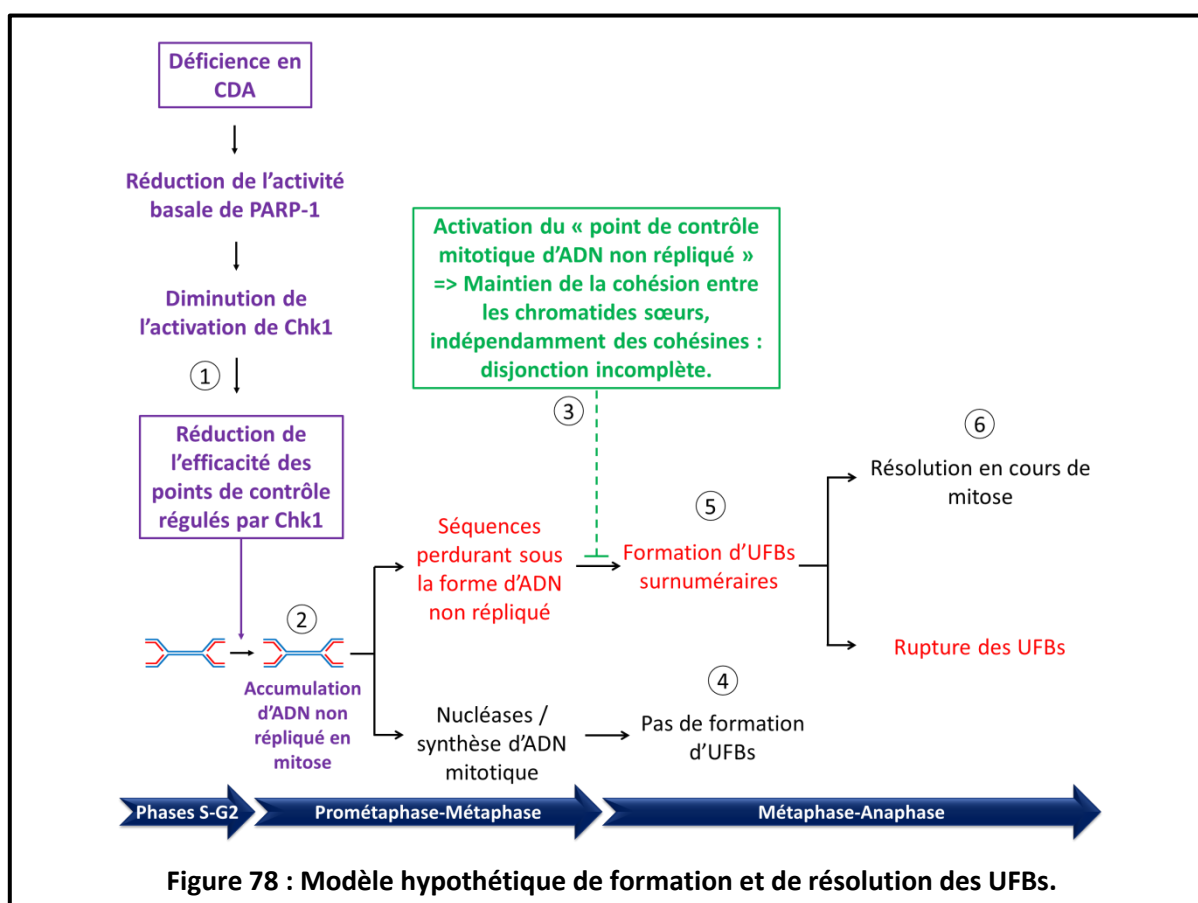 Déficience en
CDA
Réduction de l'activité
basale de PARP-1
Diminution de
l'activation de Chk1
1
Réduction de
l'efficacité des
points de contrôle
régulés par Chk1
2
Accumulation
d'ADN non
répliqué en
mitose
Activation du « point de contrôle
mitotique d'ADN non répliqué »
=> Maintien de la cohésion entre
les chromatides sœurs,
indépendamment des cohésines :
disjonction incomplète.
3
Séquences
perdurant sous
la forme d'ADN
non répliqué
Nucléases /
synthèse d'ADN
mitotique
5
Formation d'UFBs
surnuméraires
4
Pas de formation
d'UFBs
6
Résolution en cours de
mitose
Rupture des UFBs
Phases S-G2
Prométaphase-Métaphase
Métaphase-Anaphase
Figure 78 : Modèle hypothétique de formation et de résolution des UFBs.